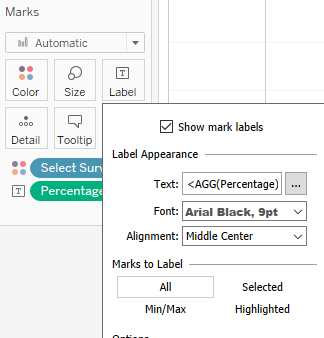 Marks
Automatic
Color Size Label
Detail Tooltip
Select Surv
Percentage
Show mark labels
Label Appearance
Text: <AGG(Percentage) ...
Font: Arial Black, 9pt
Alignment: Middle Center
Marks to Label
All Selected
Min/Max Highlighted
Options